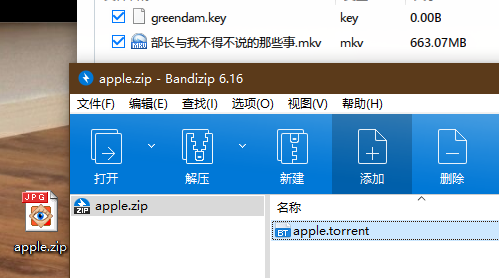 greendam.key key 0.00B
部长与我不得不说的那些事.mkv mkv 663.07MB
MKV
apple.zip - Bandizip 6.16
文件(F) 编辑(E) 查找(I) 选项(O) 视图(V) 帮助(H)
打开 解压 新建 添加 删除
ZIP apple.zip
名称
BT apple.torrent
JPG
apple.zip